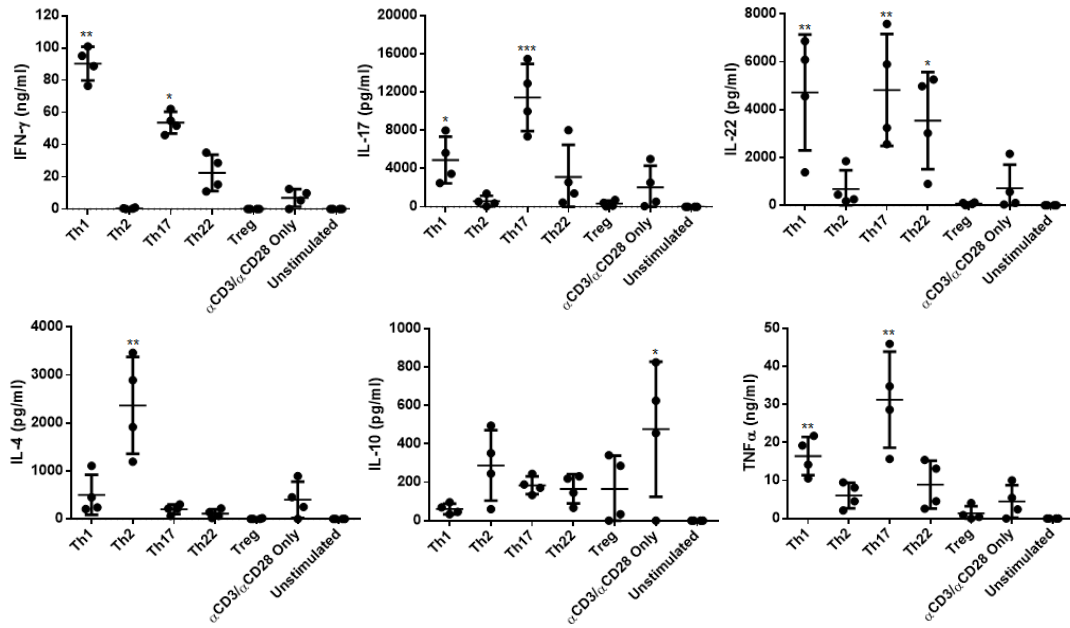 IFN-γ (ng/ml)
120
100
80
60
40
20
0
**
*
Th1
Th2
Th17
Th22
Treg
αCD3/αCD28 Only
Unstimulated
IL-17 (pg/ml)
20000
16000
12000
8000
4000
0
*
***
Th1
Th2
Th17
Th22
Treg
αCD3/αCD28 Only
Unstimulated
IL-22 (pg/ml)
8000
6000
4000
2000
0
**
**
*
Th1
Th2
Th17
Th22
Treg
αCD3/αCD28 Only
Unstimulated
IL-4 (pg/ml)
4000
3000
2000
1000
0
**
Th1
Th2
Th17
Th22
Treg
αCD3/αCD28 Only
Unstimulated
IL-10 (pg/ml)
1000
800
600
400
200
0
*
Th1
Th2
Th17
Th22
Treg
αCD3/αCD28 Only
Unstimulated
TNFα (ng/ml)
50
40
30
20
10
0
**
**
Th1
Th2
Th17
Th22
Treg
αCD3/αCD28 Only
Unstimulated